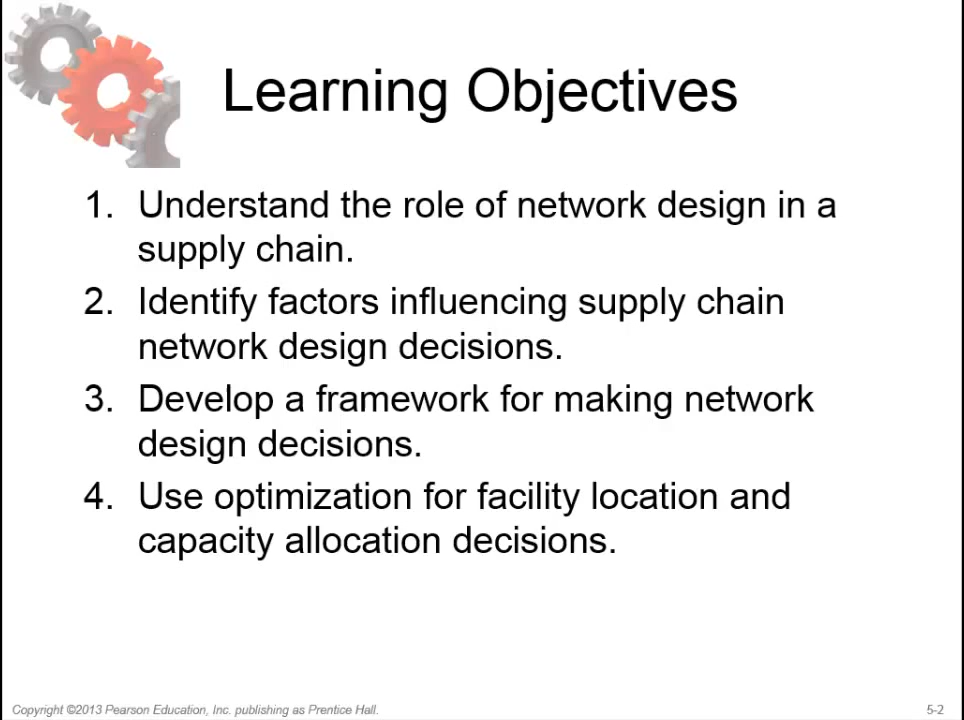 Learning Objectives
1. Understand the role of network design in a
supply chain.
2. Identify factors influencing supply chain
network design decisions.
3. Develop a framework for making network
design decisions.
4. Use optimization for facility location and
capacity allocation decisions.
Copyright ©2013 Pearson Education, Inc. publishing as Prentice Hall.
5-2